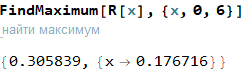 FindMaximum[R[x], {x, 0, 6}]
найти максимум
{0.305839, {x → 0.176716}}